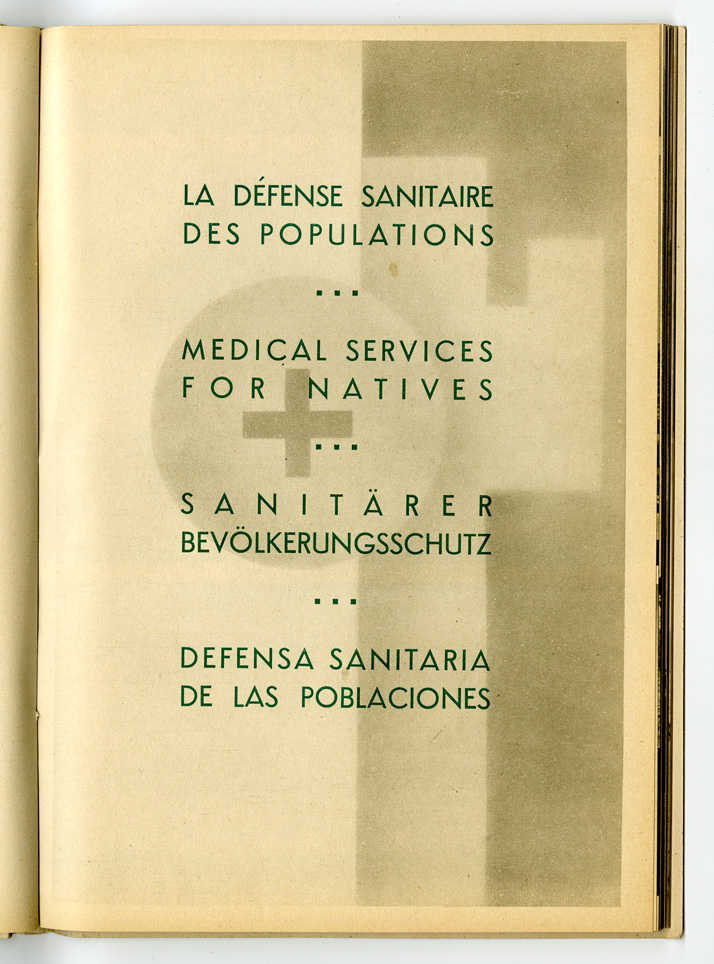 LA DÉFENSE SANITAIRE
DES POPULATIONS
▪ ▪ ▪
MEDICAL SERVICES
FOR NATIVES
▪ ▪ ▪
SANITÄRER
BEVÖLKERUNGSSCHUTZ
▪ ▪ ▪
DEFENSA SANITARIA
DE LAS POBLACIONES